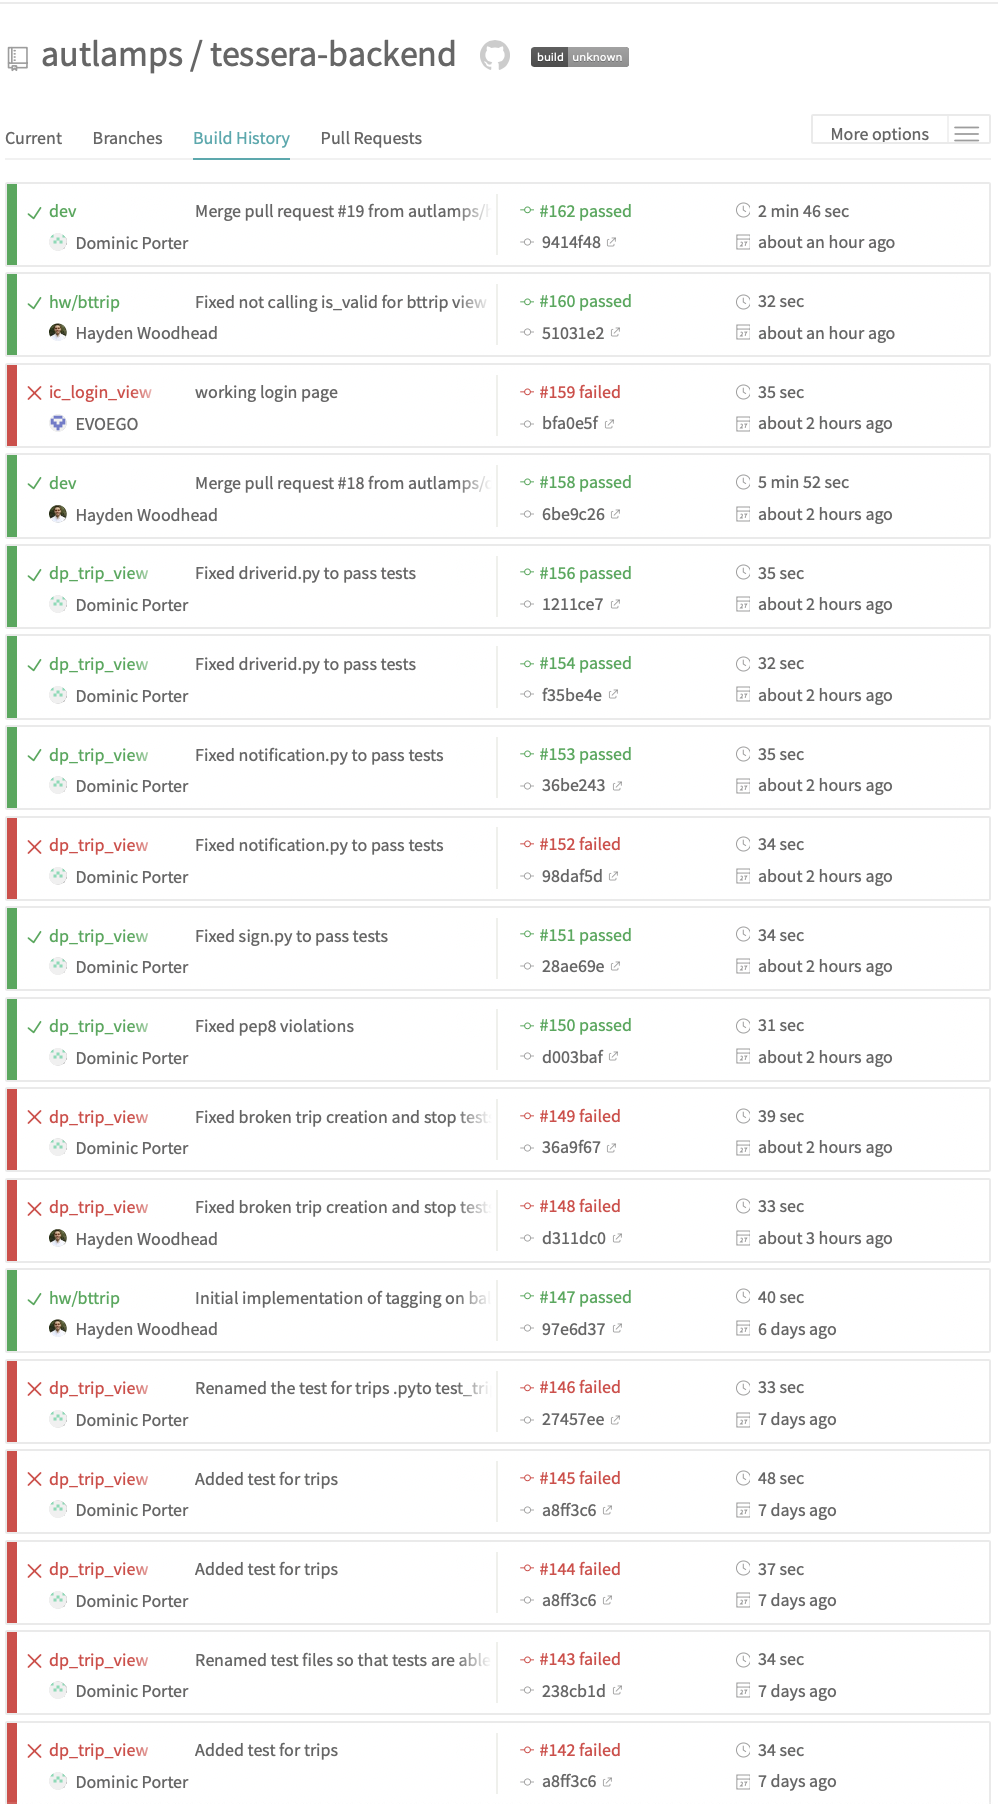 autlamps / tessera-backend build unknown
Current Branches Build History Pull Requests More options
dev Merge pull request #19 from autlamps/ #162 passed 2 min 46 sec
Dominic Porter 9414f48 about an hour ago
hw/bttrip Fixed not calling is_valid for bttrip view #160 passed 32 sec
Hayden Woodhead 51031e2 about an hour ago
ic_login_view working login page #159 failed 35 sec
EVOEGO bfa0e5f about 2 hours ago
dev Merge pull request #18 from autlamps/ #158 passed 5 min 52 sec
Hayden Woodhead 6be9c26 about 2 hours ago
dp_trip_view Fixed driverid.py to pass tests #156 passed 35 sec
Dominic Porter 1211ce7 about 2 hours ago
dp_trip_view Fixed driverid.py to pass tests #154 passed 32 sec
Dominic Porter f35be4e about 2 hours ago
dp_trip_view Fixed notification.py to pass tests #153 passed 35 sec
Dominic Porter 36be243 about 2 hours ago
dp_trip_view Fixed notification.py to pass tests #152 failed 34 sec
Dominic Porter 98daf5d about 2 hours ago
dp_trip_view Fixed sign.py to pass tests #151 passed 34 sec
Dominic Porter 28ae69e about 2 hours ago
dp_trip_view Fixed pep8 violations #150 passed 31 sec
Dominic Porter d003baf about 2 hours ago
dp_trip_view Fixed broken trip creation and stop test #149 failed 39 sec
Dominic Porter 36a9f67 about 2 hours ago
dp_trip_view Fixed broken trip creation and stop test #148 failed 33 sec
Hayden Woodhead d311dc0 about 3 hours ago
hw/bttrip Initial implementation of tagging on ba #147 passed 40 sec
Hayden Woodhead 97e6d37 6 days ago
dp_trip_view Renamed the test for trips .pyto test_tri #146 failed 33 sec
Dominic Porter 27457ee 7 days ago
dp_trip_view Added test for trips #145 failed 48 sec
Dominic Porter a8ff3c6 7 days ago
dp_trip_view Added test for trips #144 failed 37 sec
Dominic Porter a8ff3c6 7 days ago
dp_trip_view Renamed test files so that tests are able #143 failed 34 sec
Dominic Porter 238cb1d 7 days ago
dp_trip_view Added test for trips #142 failed 34 sec
Dominic Porter a8ff3c6 7 days ago